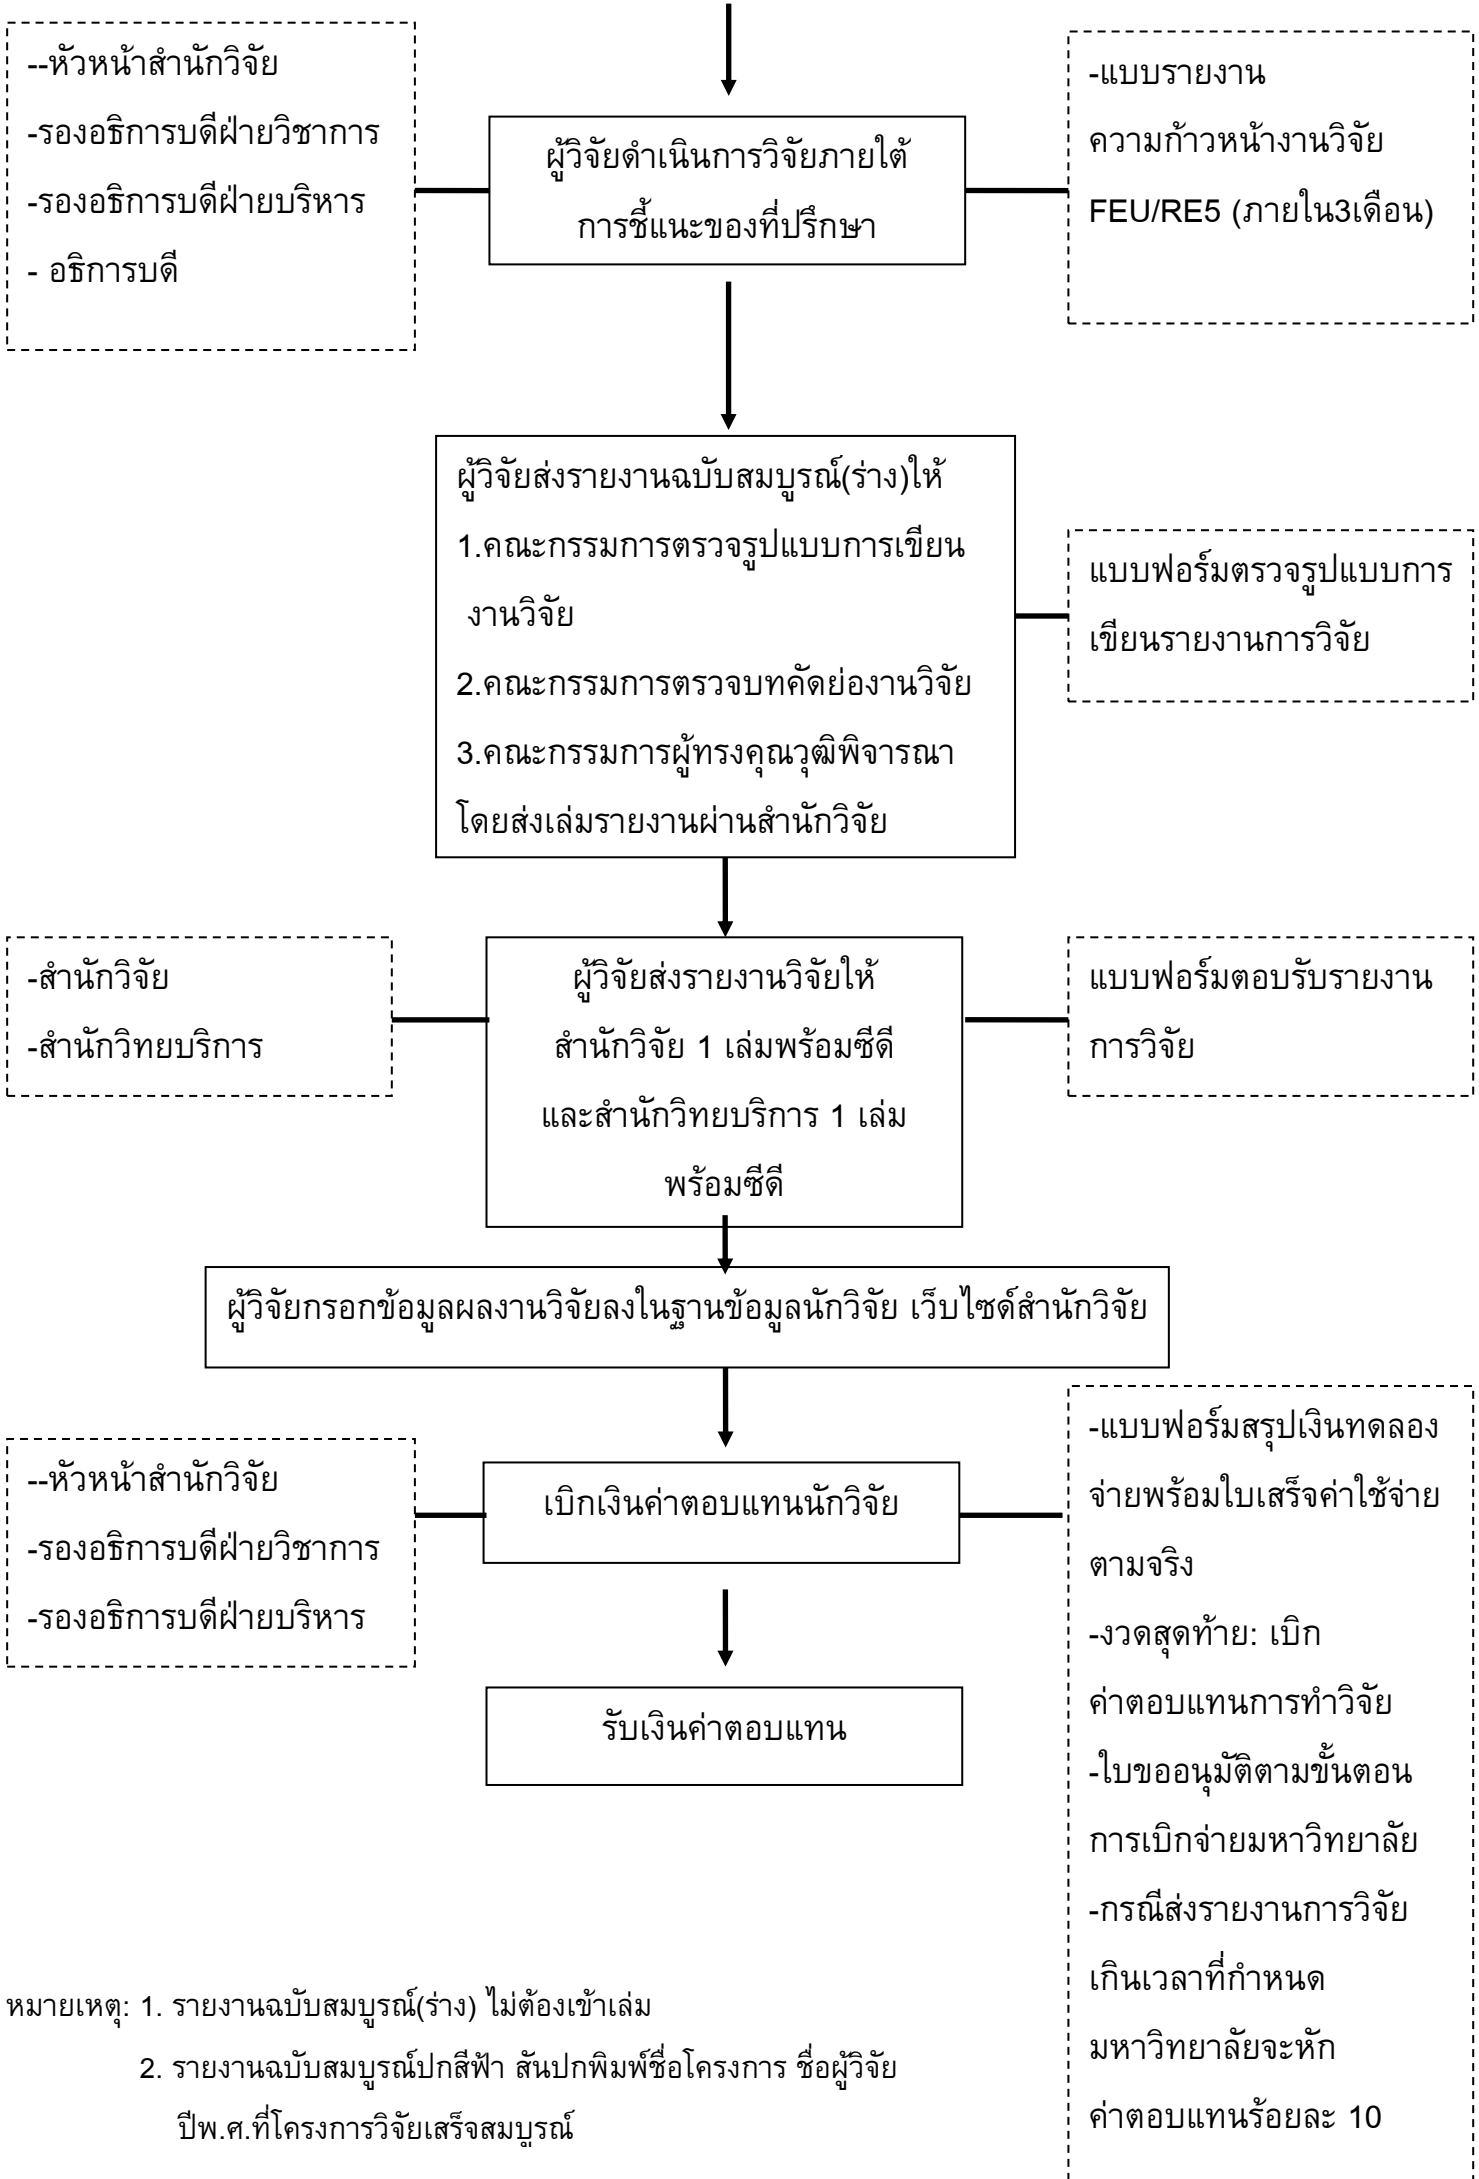 --หัวหน้าสำนักวิจัย
-รองอธิการบดีฝ่ายวิชาการ
-รองอธิการบดีฝ่ายบริหาร
- อธิการบดี
ผู้วิจัยดำเนินการวิจัยภายใต้
การชี้แนะของที่ปรึกษา
-แบบรายงาน
ความก้าวหน้างานวิจัย
FEU/RE5 (ภายใน3เดือน)
ผู้วิจัยส่งรายงานฉบับสมบูรณ์(ร่าง)ให้
1.คณะกรรมการตรวจรูปแบบการเขียน
งานวิจัย
2.คณะกรรมการตรวจบทคัดย่องานวิจัย
3.คณะกรรมการผู้ทรงคุณวุฒิพิจารณา
โดยส่งเล่มรายงานผ่านสำนักวิจัย
แบบฟอร์มตรวจรูปแบบการ
เขียนรายงานการวิจัย
-สำนักวิจัย
-สำนักวิทยบริการ
ผู้วิจัยส่งรายงานวิจัยให้
สำนักวิจัย 1 เล่มพร้อมซีดี
และสำนักวิทยบริการ 1 เล่ม
พร้อมซีดี
แบบฟอร์มตอบรับรายงาน
การวิจัย
ผู้วิจัยกรอกข้อมูลผลงานวิจัยลงในฐานข้อมูลนักวิจัย เว็บไซด์สำนักวิจัย
--หัวหน้าสำนักวิจัย
-รองอธิการบดีฝ่ายวิชาการ
-รองอธิการบดีฝ่ายบริหาร
เบิกเงินค่าตอบแทนนักวิจัย
-แบบฟอร์มสรุปเงินทดลอง
จ่ายพร้อมใบเสร็จค่าใช้จ่าย
ตามจริง
-งวดสุดท้าย: เบิก
ค่าตอบแทนการทำวิจัย
-ใบขออนุมัติตามขั้นตอน
การเบิกจ่ายมหาวิทยาลัย
-กรณีส่งรายงานการวิจัย
เกินเวลาที่กำหนด
มหาวิทยาลัยจะหัก
ค่าตอบแทนร้อยละ 10
รับเงินค่าตอบแทน
หมายเหตุ: 1. รายงานฉบับสมบูรณ์(ร่าง) ไม่ต้องเข้าเล่ม
2. รายงานฉบับสมบูรณ์ปกสีฟ้า สันปกพิมพ์ชื่อโครงการ ชื่อผู้วิจัย
ปีพ.ศ.ที่โครงการวิจัยเสร็จสมบูรณ์